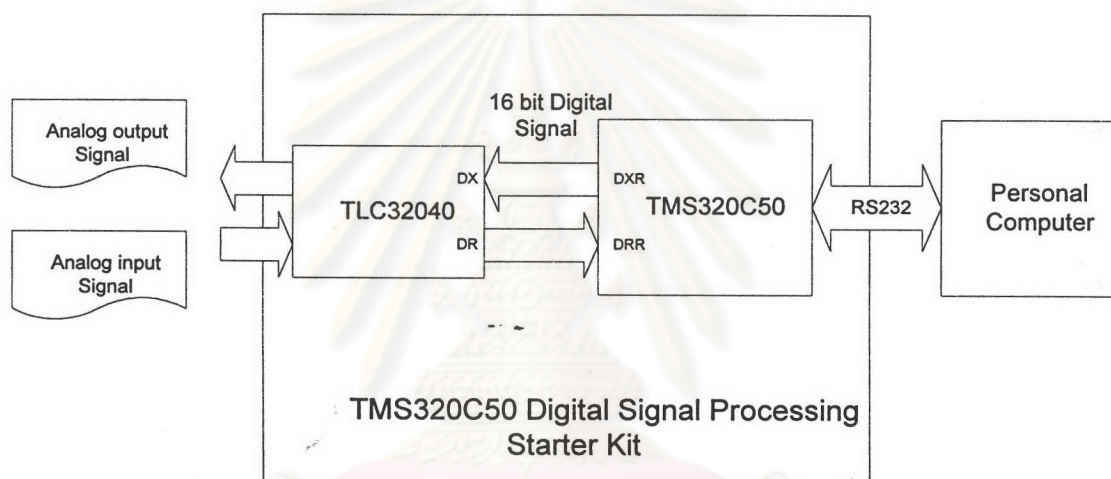 Analog output
Signal
Analog input
Signal
16 bit Digital
Signal
TLC32040
DX
DR
DXR
DRR
TMS320C50
RS232
Personal
Computer
TMS320C50 Digital Signal Processing
Starter Kit